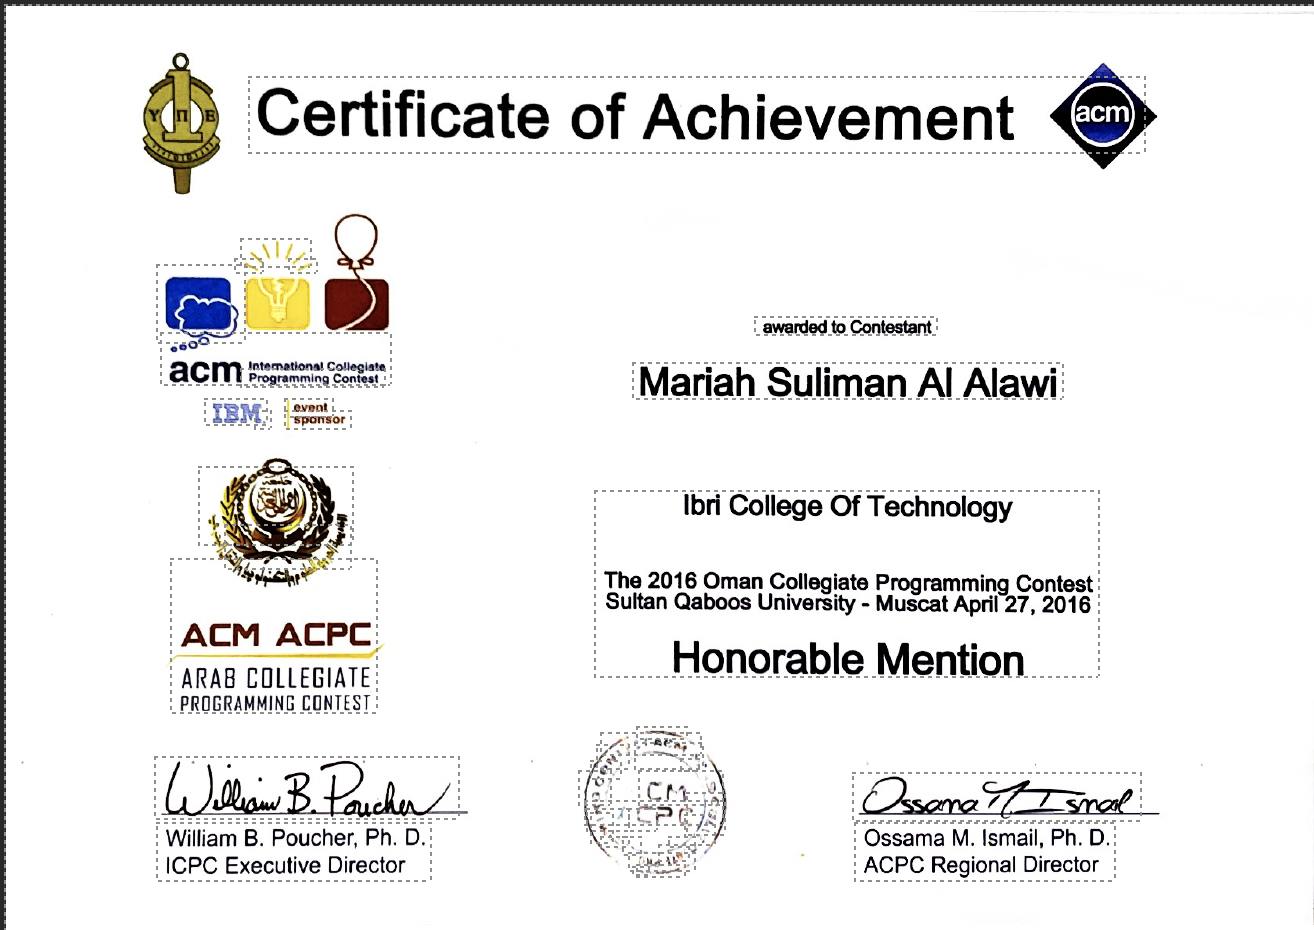 Certificate of Achievement
acm
Υ Π Ε
acm International Collegiate
Programming Contest
IBM event
sponsor
awarded to Contestant
Mariah Suliman Al Alawi
Ibri College Of Technology
The 2016 Oman Collegiate Programming Contest
Sultan Qaboos University - Muscat April 27, 2016
Honorable Mention
ACM ACPC
ARAB COLLEGIATE
PROGRAMMING CONTEST
CM
CPC
William B. Poucher
William B. Poucher, Ph. D.
ICPC Executive Director
Ossama M Ismail
Ossama M. Ismail, Ph. D.
ACPC Regional Director